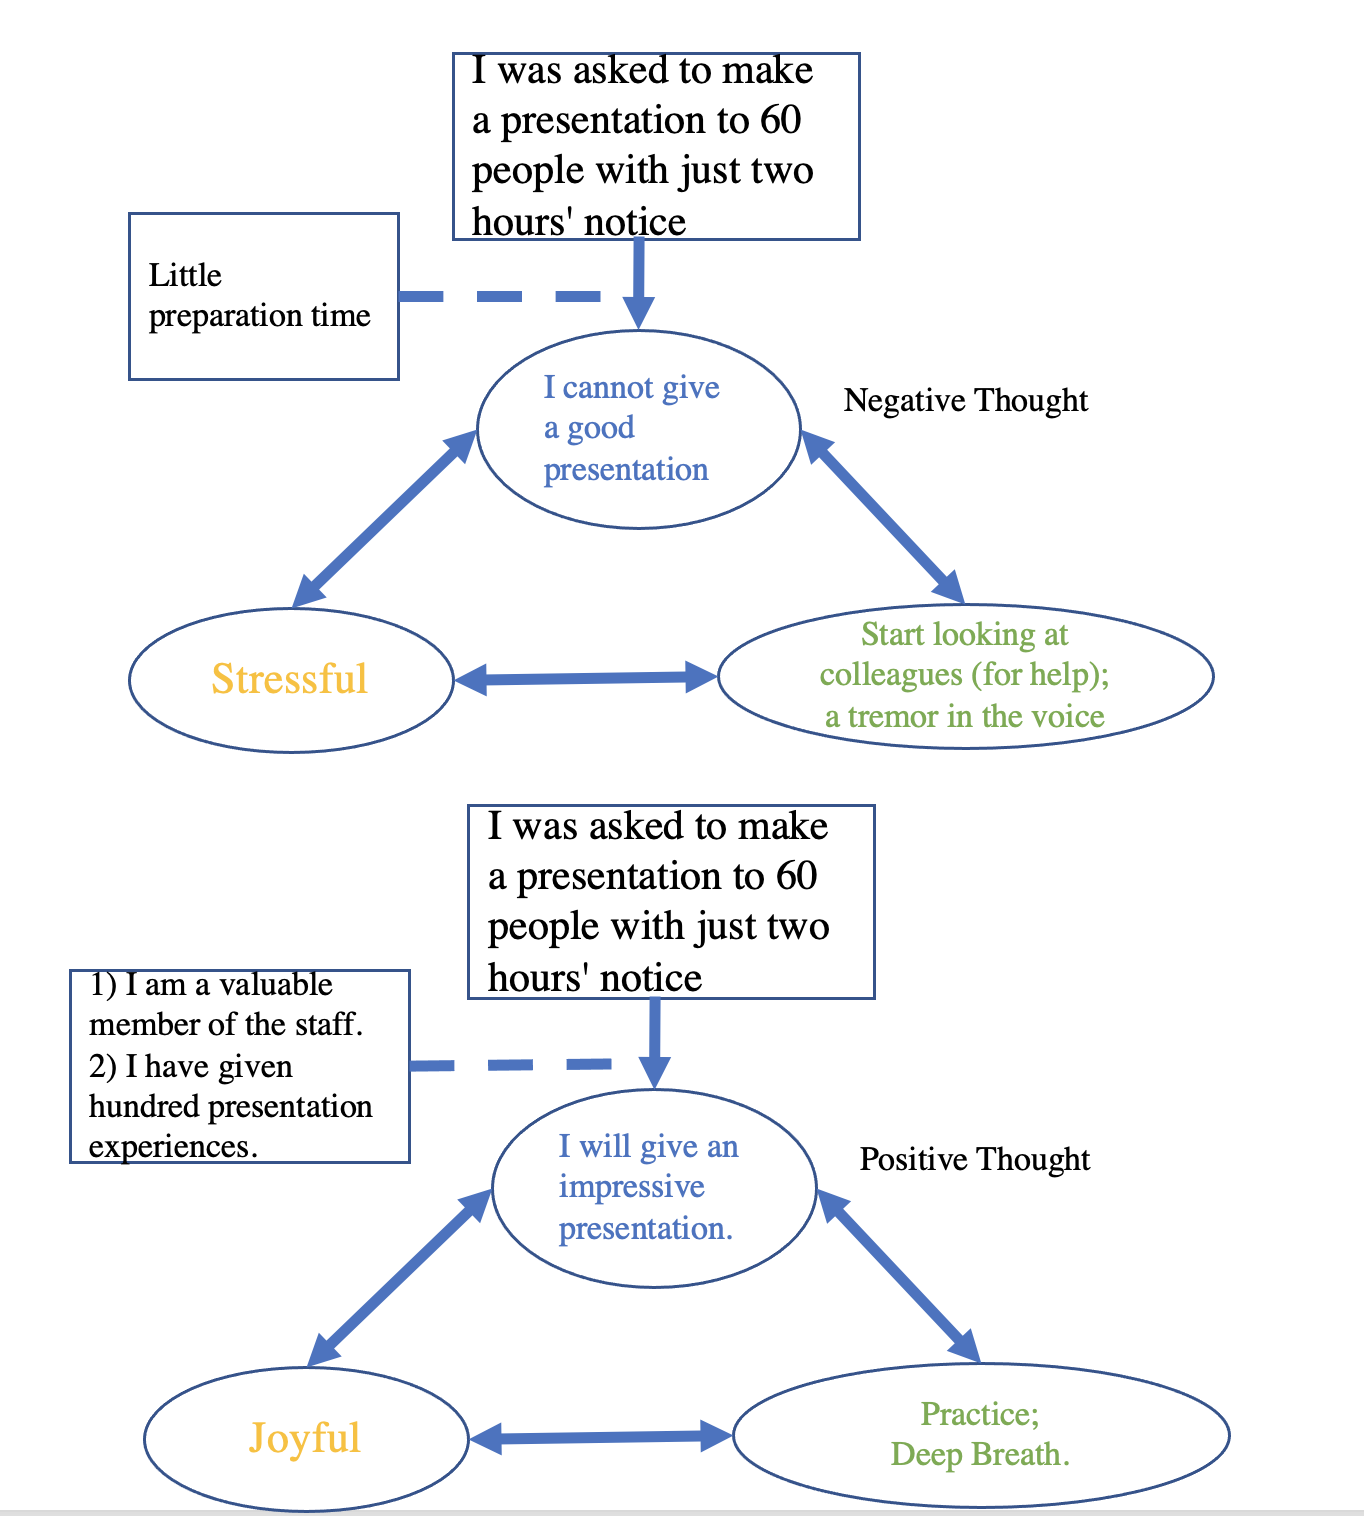 I was asked to make
a presentation to 60
people with just two
hours' notice
Little
preparation time
I cannot give
a good
presentation
Negative Thought
Stressful
Start looking at
colleagues (for help);
a tremor in the voice
I was asked to make
a presentation to 60
people with just two
hours' notice
1) I am a valuable
member of the staff.
2) I have given
hundred presentation
experiences.
I will give an
impressive
presentation.
Positive Thought
Joyful
Practice;
Deep Breath.